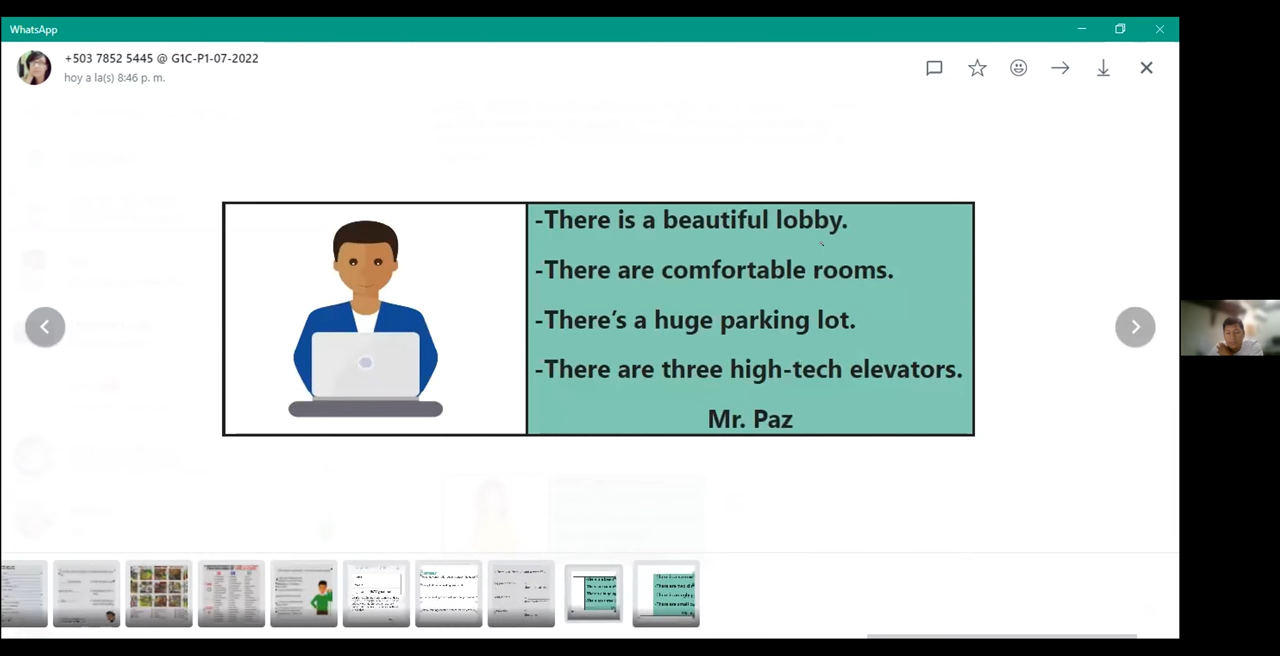 WhatsApp
+503 7852 5445 @ G1C-P1-07-2022
hoy a la(s) 8:46 p. m.
-There is a beautiful lobby.
-There are comfortable rooms.
-There's a huge parking lot.
-There are three high-tech elevators.
Mr. Paz